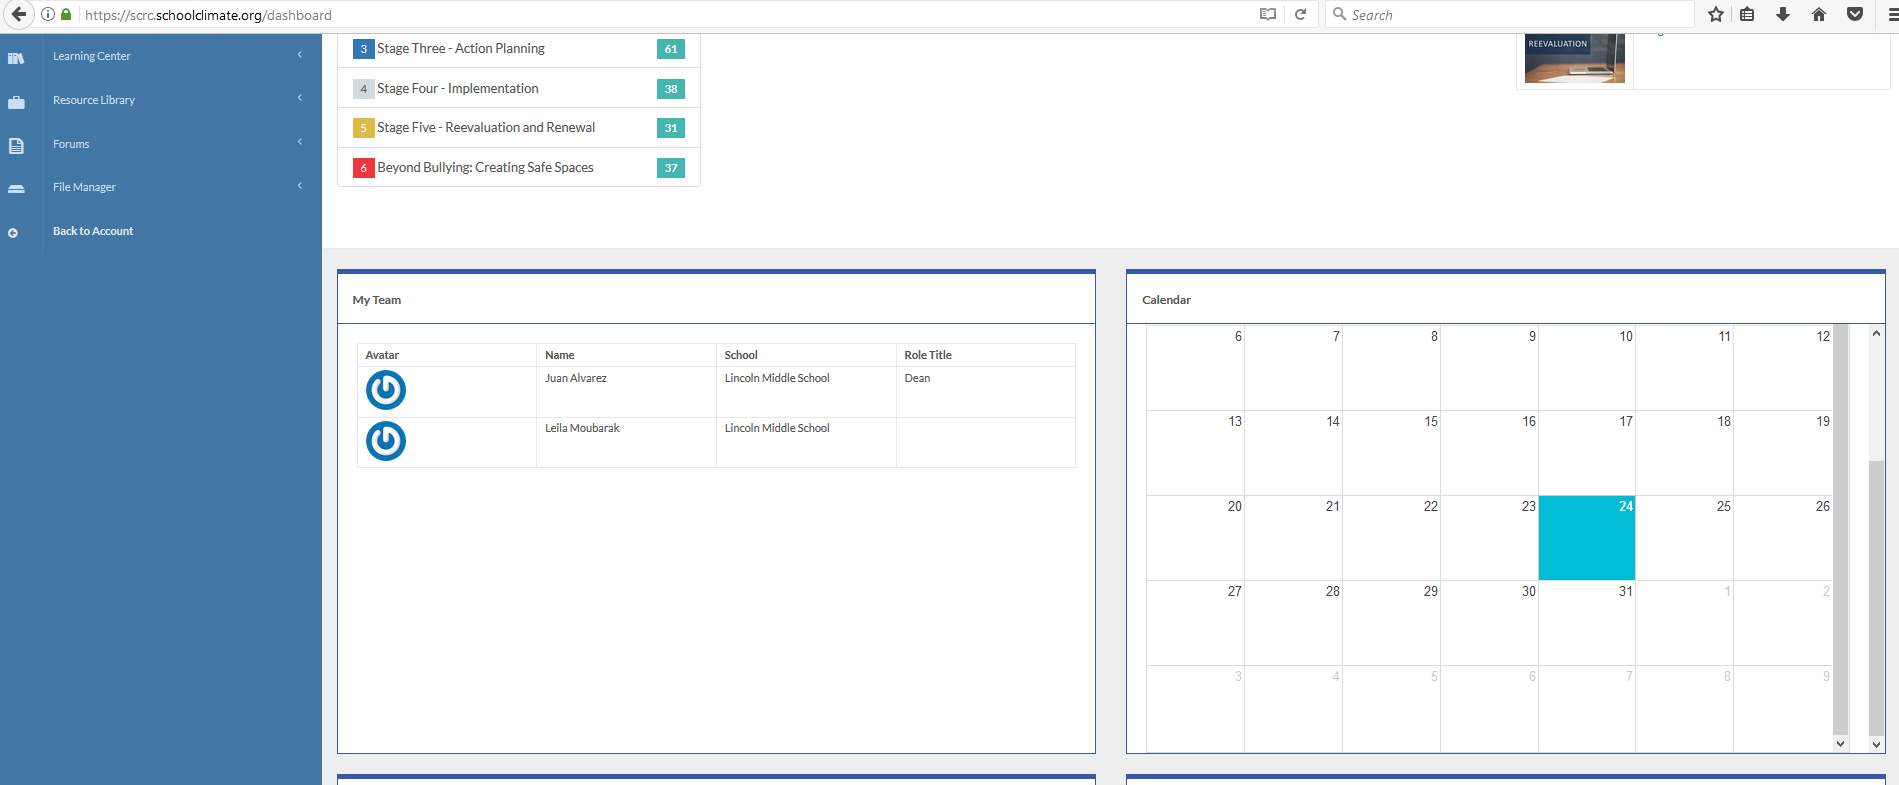 https://scrc.schoolclimate.org/dashboard
Search
Learning Center
Resource Library
Forums
File Manager
Back to Account
3 Stage Three - Action Planning 61
4 Stage Four - Implementation 38
5 Stage Five - Reevaluation and Renewal 31
6 Beyond Bullying: Creating Safe Spaces 37
REEVALUATION
My Team
Avatar Name School Role Title
Juan Alvarez Lincoln Middle School Dean
Leila Moubarak Lincoln Middle School
Calendar
6 7 8 9 10 11 12
13 14 15 16 17 18 19
20 21 22 23 24 25 26
27 28 29 30 31 1 2
3 4 5 6 7 8 9